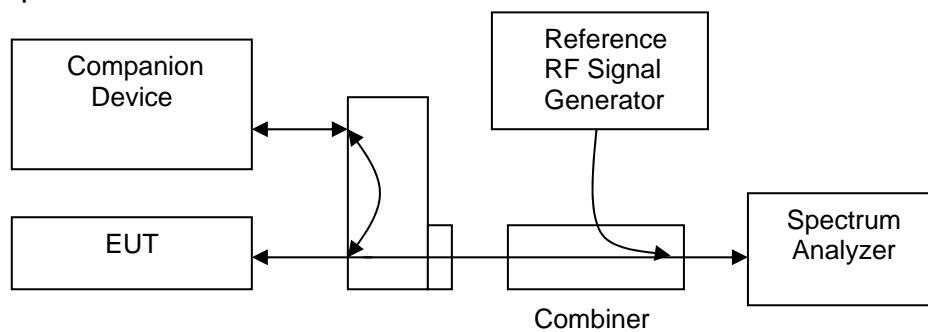 Companion
Device
Reference
RF Signal
Generator
EUT
Spectrum
Analyzer
Combiner